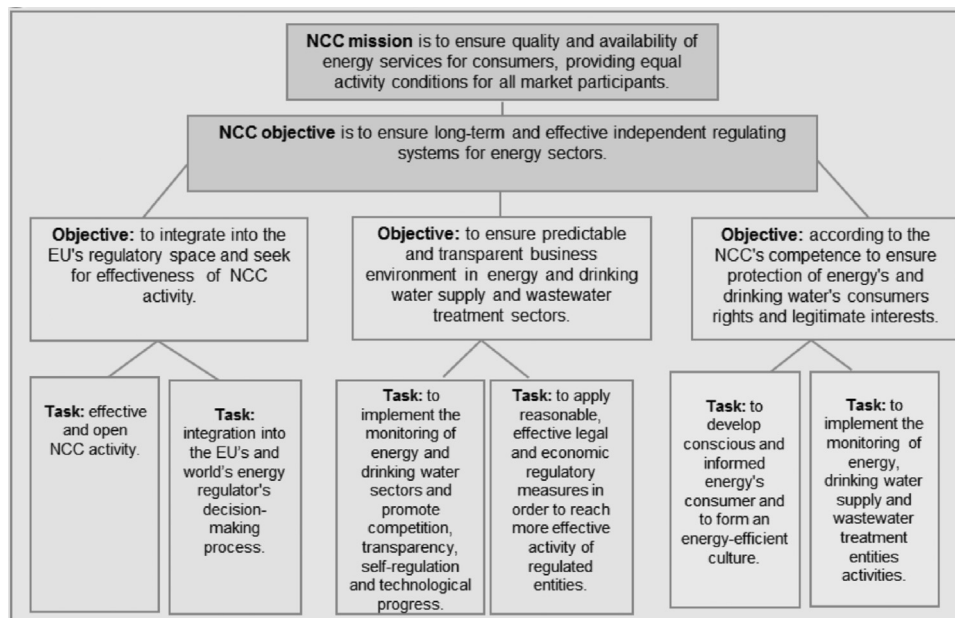 NCC mission is to ensure quality and availability of
energy services for consumers, providing equal
activity conditions for all market participants.
NCC objective is to ensure long-term and effective independent regulating
systems for energy sectors.
Objective: to integrate into the
EU's regulatory space and seek
for effectiveness of NCC
activity.
Objective: to ensure predictable
and transparent business
environment in energy and drinking
water supply and wastewater
treatment sectors.
Objective: according to the
NCC's competence to ensure
protection of energy's and
drinking water's consumers
rights and legitimate interests.
Task: effective
and open
NCC activity.
Task:
integration into
the EU's and
world's energy
regulator's
decision-
making
process.
Task: to
implement the
monitoring of
energy and
drinking water
sectors and
promote
competition,
transparency,
self-regulation
and technological
progress.
Task: to apply
reasonable,
effective legal
and economic
regulatory
measures in
order to reach
more effective
activity of
regulated
entities.
Task: to
develop
conscious and
informed
energy's
consumer and
to form an
energy-efficient
culture.
Task: to
implement the
monitoring of
energy,
drinking water
supply and
wastewater
treatment
entities
activities.